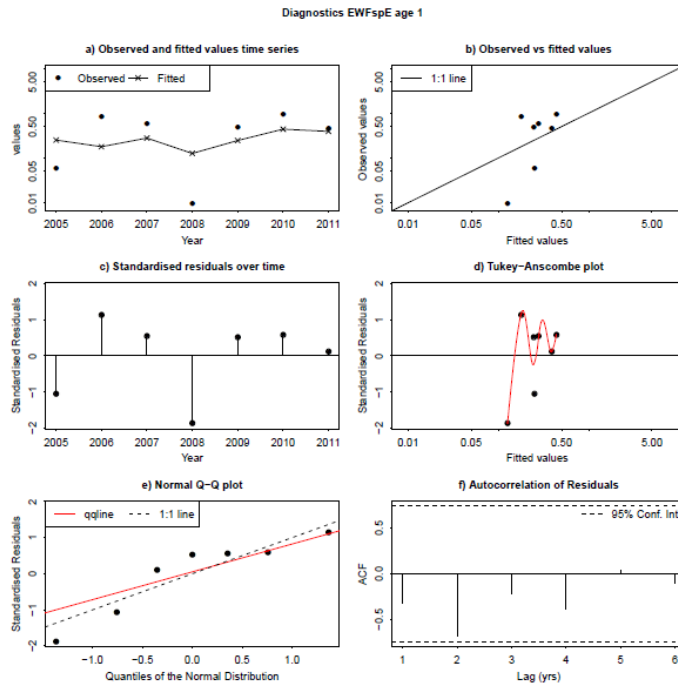 Diagnostics EWFspE age 1
a) Observed and fitted values time series
Observed Fitted
values
5.00
0.50
0.05
0.01
2005 2006 2007 2008 2009 2010 2011
Year
b) Observed vs fitted values
1:1 line
Observed values
5.00
0.50
0.05
0.01
0.01 0.05 0.50 5.00
Fitted values
c) Standardised residuals over time
Standardised Residuals
2
1
0
−1
−2
2005 2006 2007 2008 2009 2010 2011
Year
d) Tukey−Anscombe plot
Standardised Residuals
2
1
0
−1
−2
0.01 0.05 0.50 5.00
Fitted values
e) Normal Q−Q plot
qqline 1:1 line
Standardised Residuals
2
1
0
−1
−2
−1.0 −0.5 0.0 0.5 1.0
Quantiles of the Normal Distribution
f) Autocorrelation of Residuals
95% Conf. Int
ACF
0.5
0.0
−0.5
1 2 3 4 5 6
Lag (yrs)